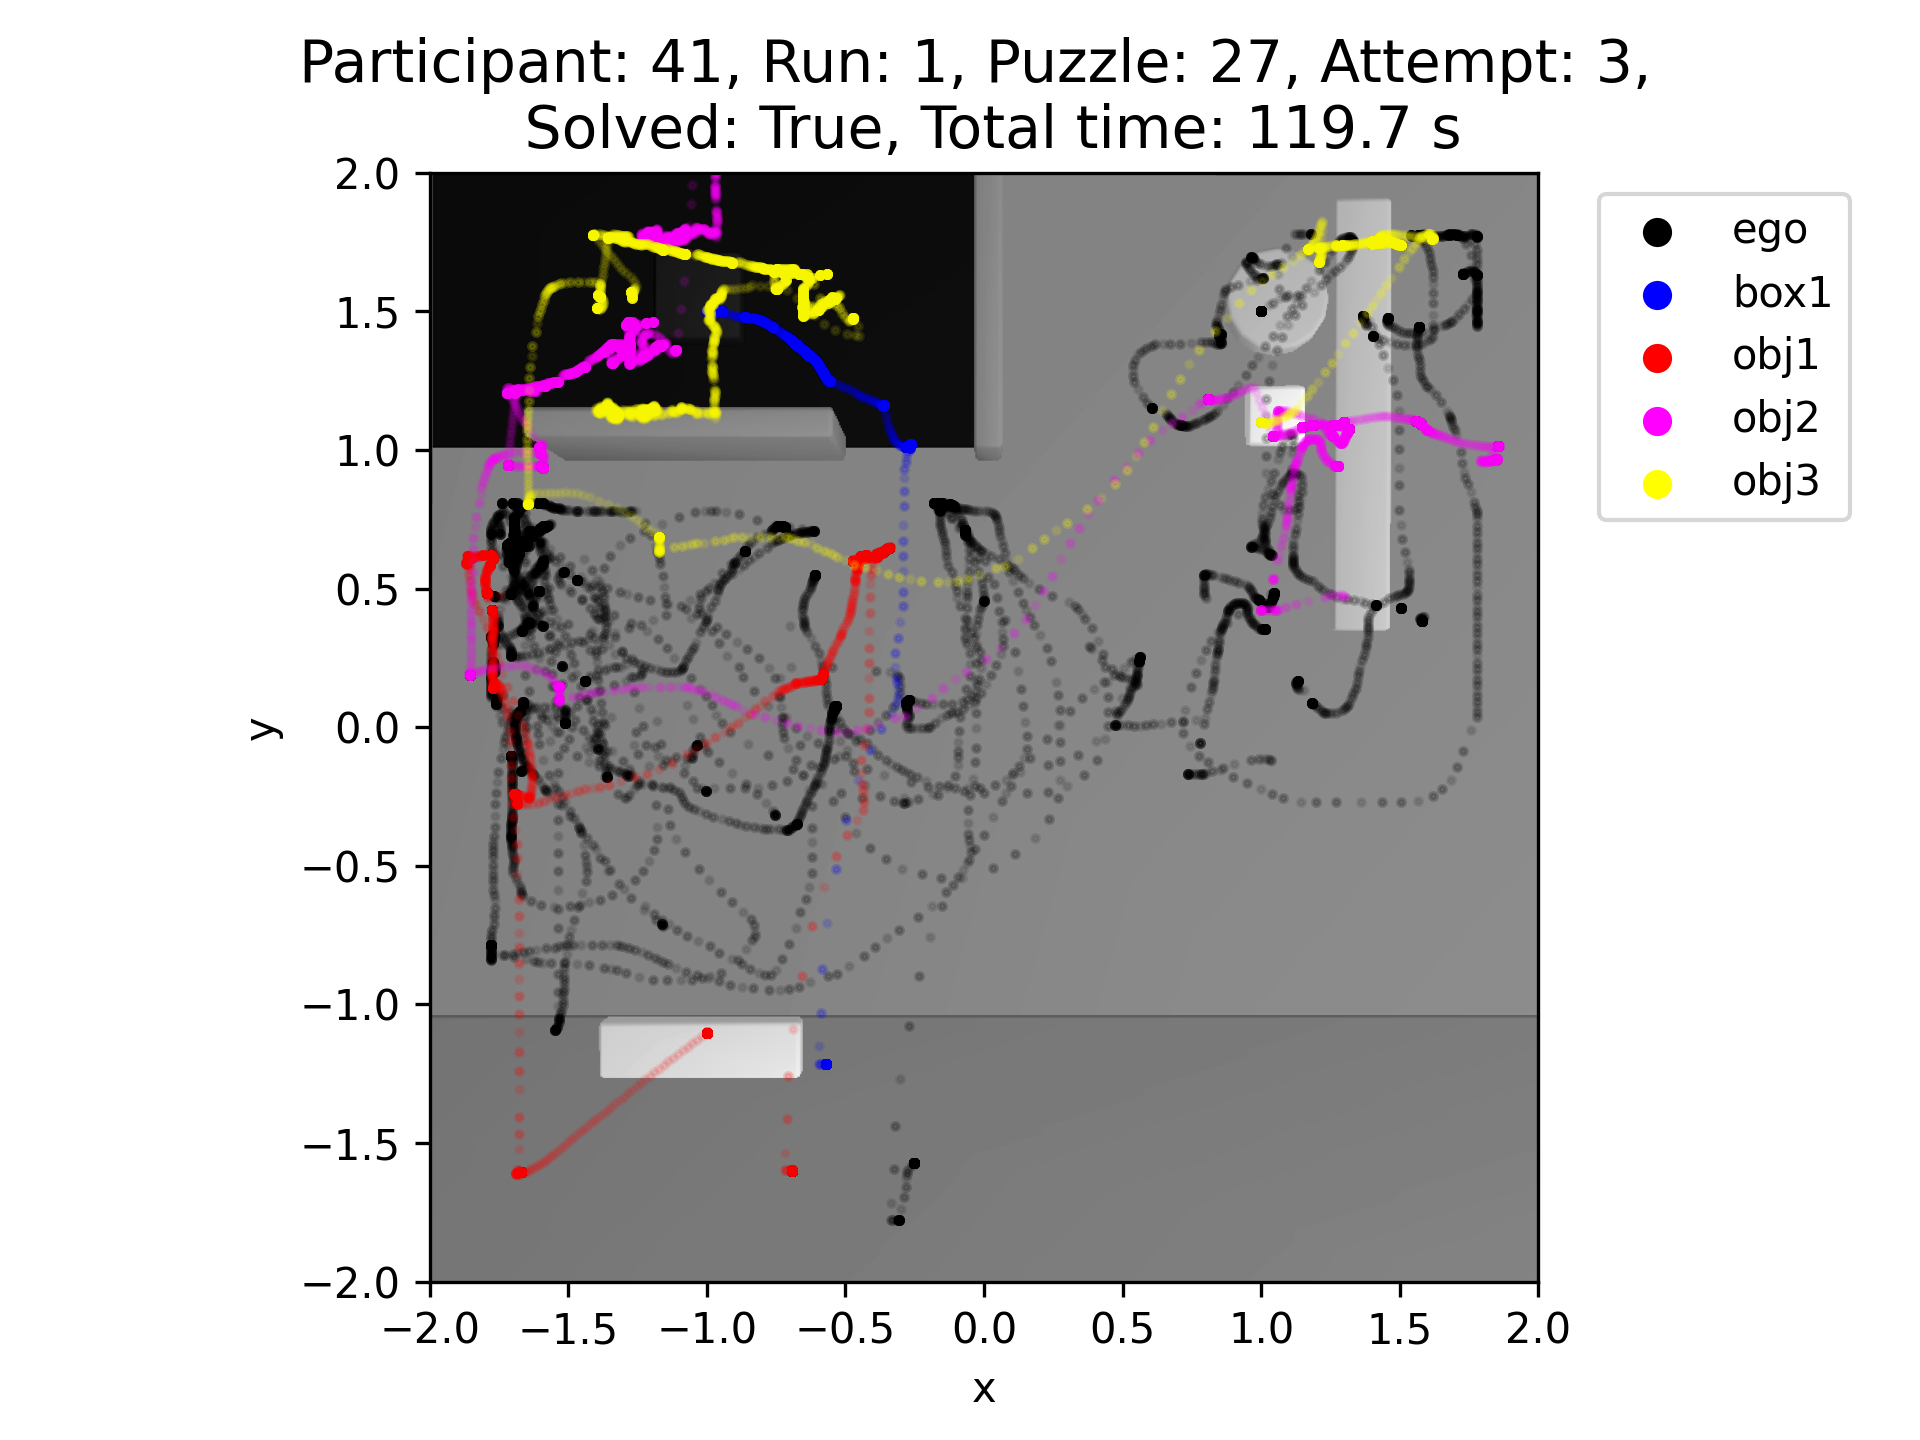 Participant: 41, Run: 1, Puzzle: 27, Attempt: 3,
Solved: True, Total time: 119.7 s
2.0
1.5
1.0
0.5
0.0
−0.5
−1.0
−1.5
−2.0
y
−2.0 −1.5 −1.0 −0.5 0.0 0.5 1.0 1.5 2.0
x
ego
box1
obj1
obj2
obj3